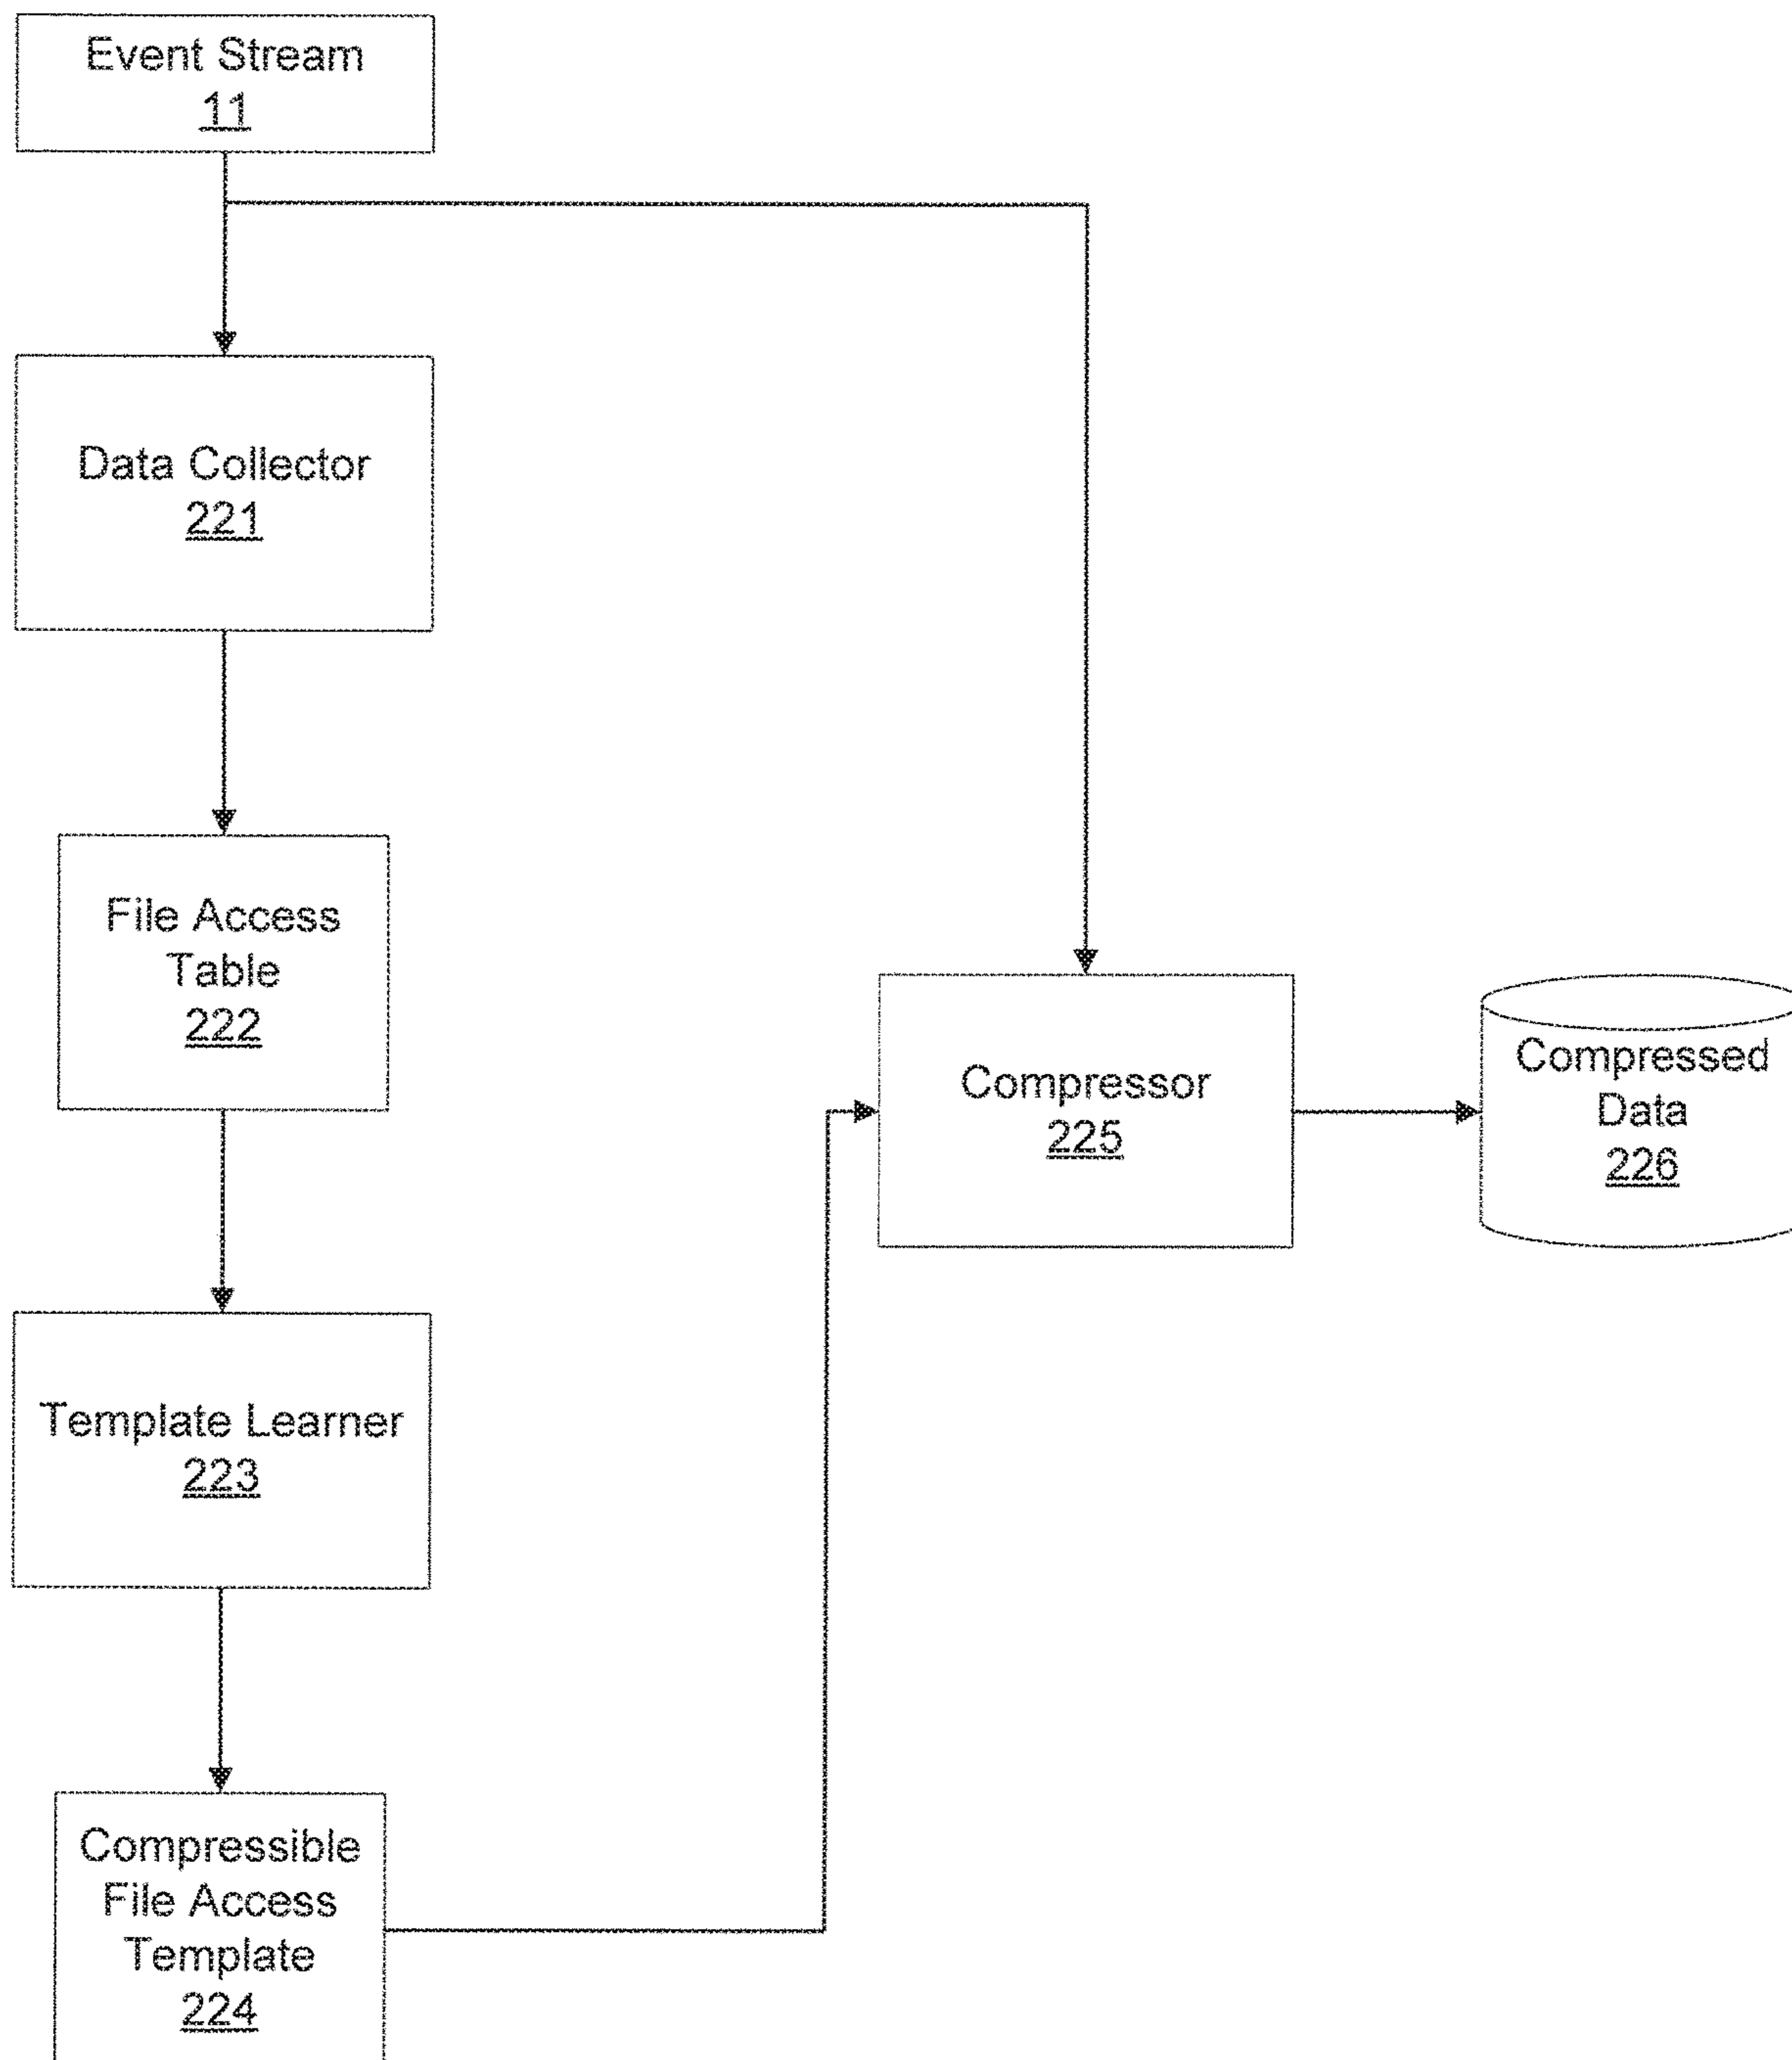 Event Stream
11
Data Collector
221
File Access
Table
222
Compressor
225
Compressed
Data
226
Template Learner
223
Compressible
File Access
Template
224